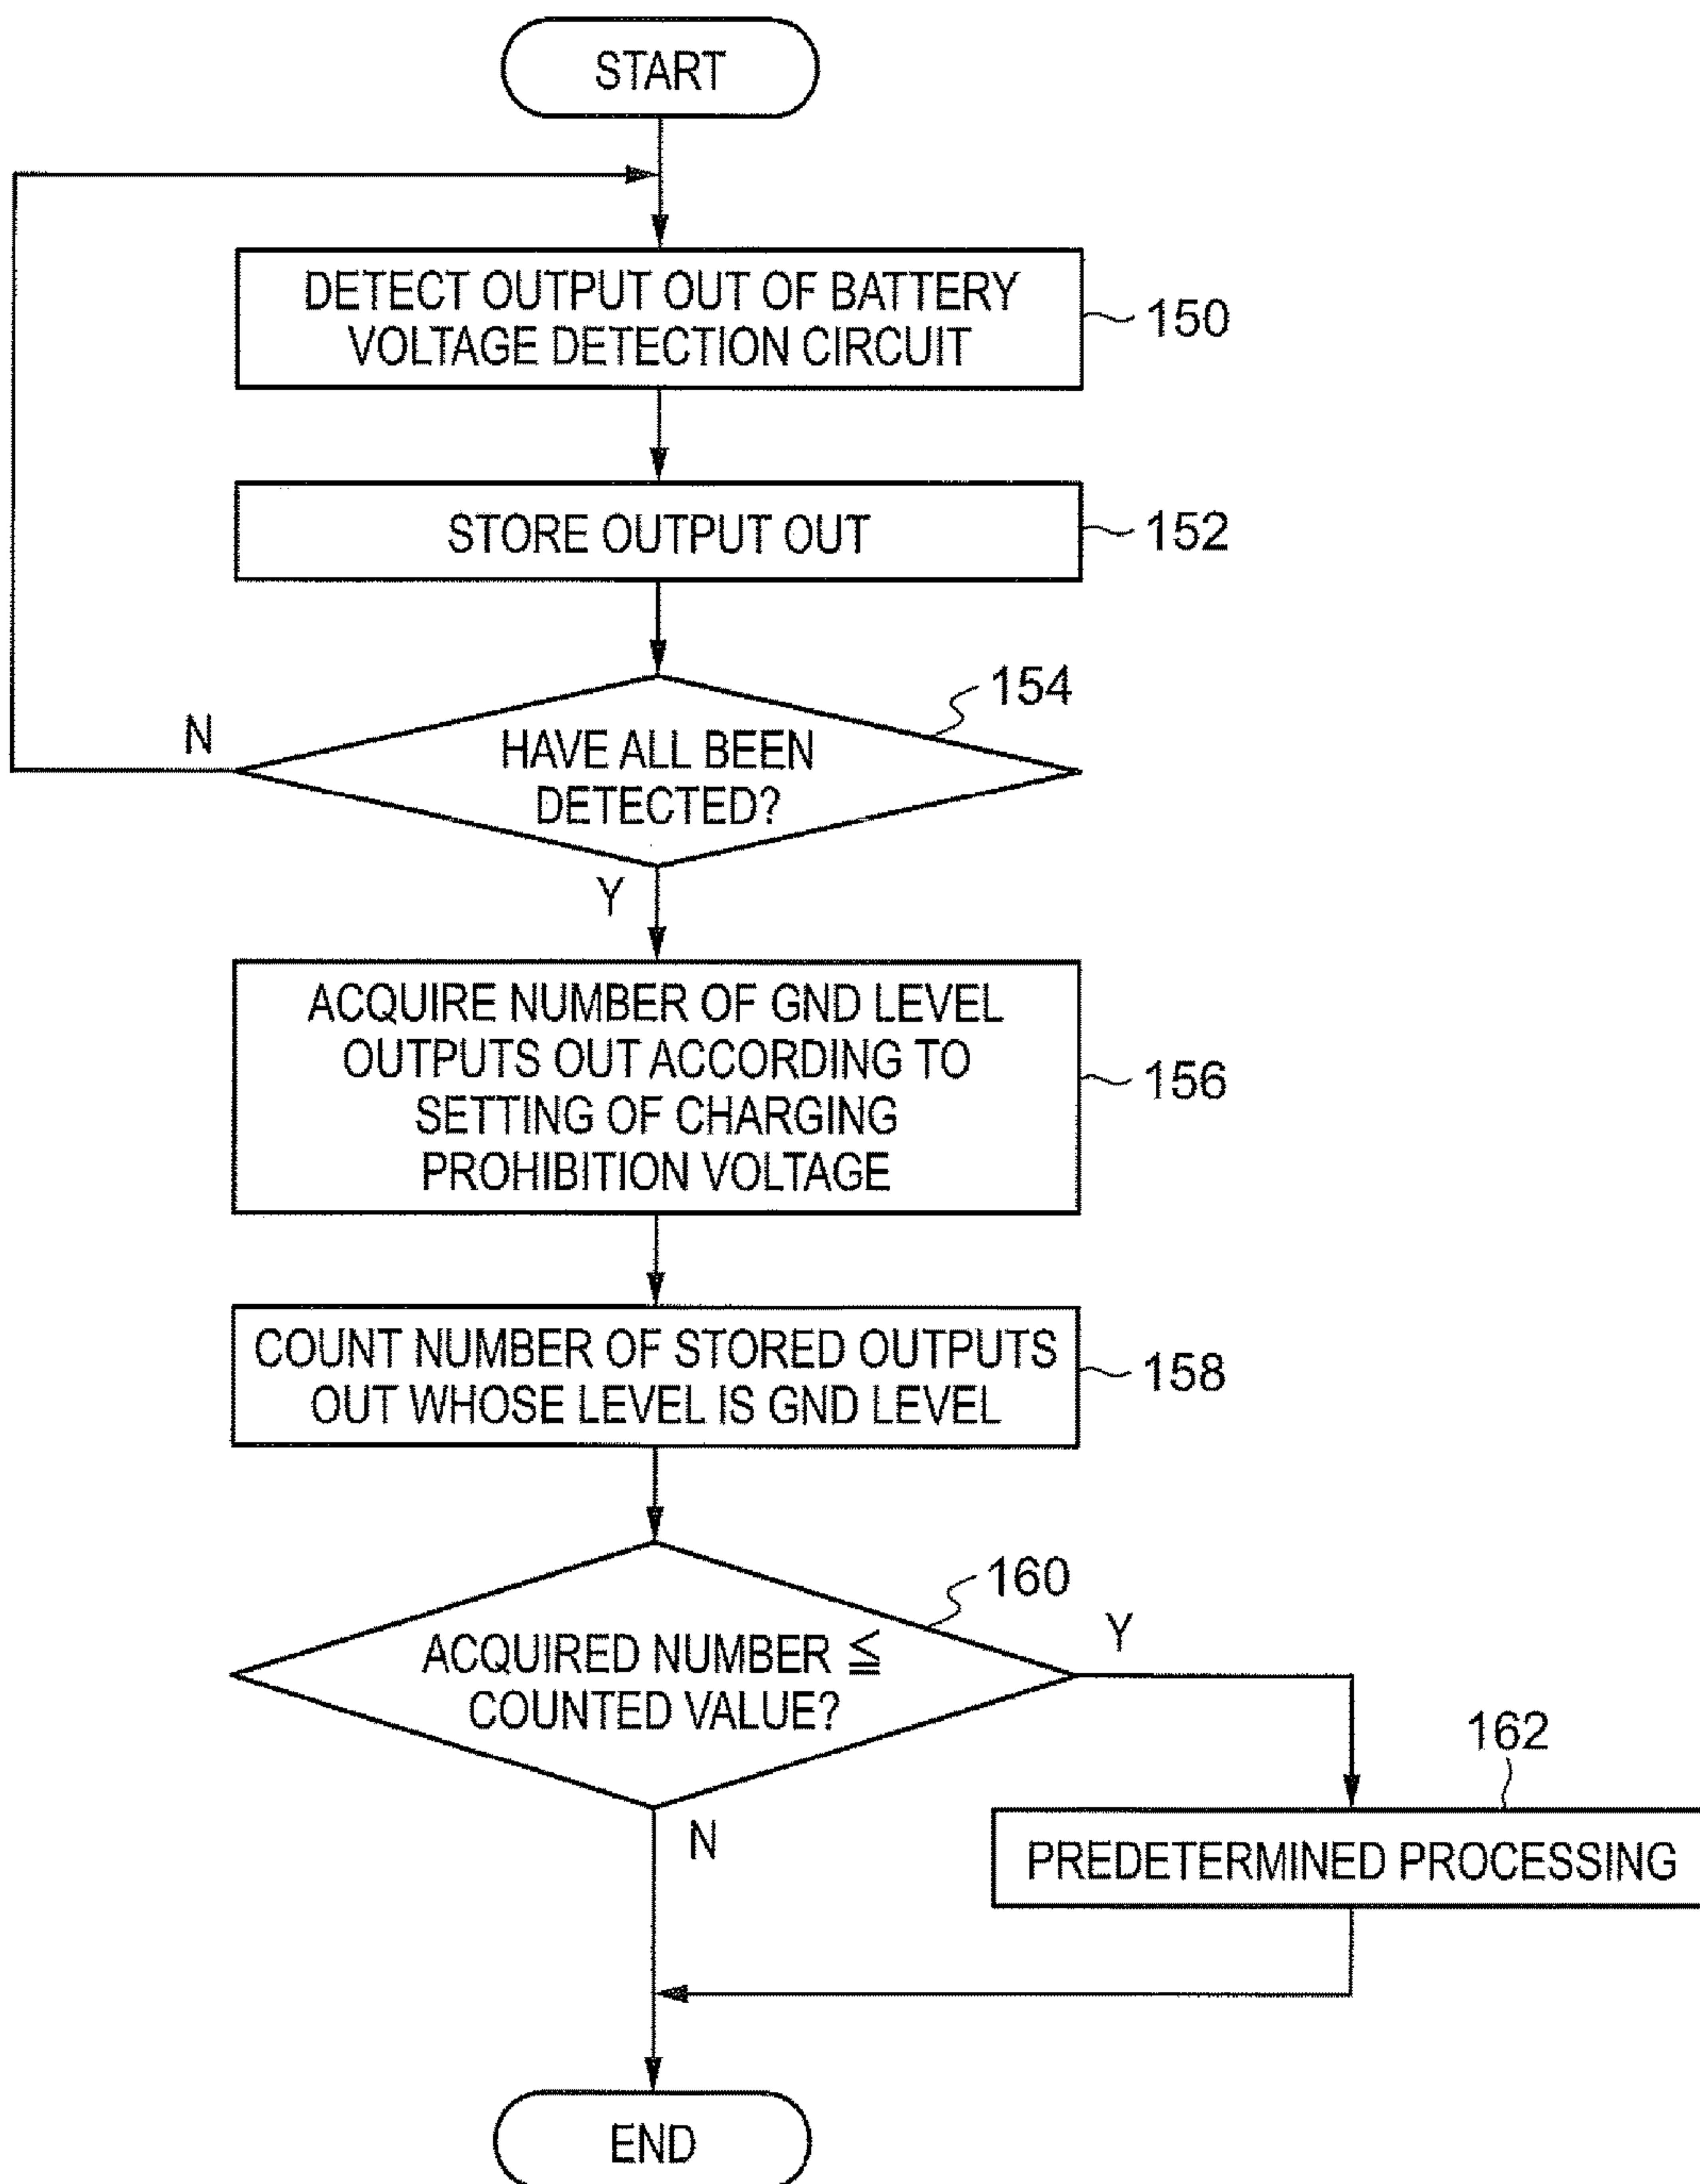 START
DETECT OUTPUT OUT OF BATTERY
VOLTAGE DETECTION CIRCUIT
150
STORE OUTPUT OUT
152
154
N
HAVE ALL BEEN
DETECTED?
Y
ACQUIRE NUMBER OF GND LEVEL
OUTPUTS OUT ACCORDING TO
SETTING OF CHARGING
PROHIBITION VOLTAGE
156
COUNT NUMBER OF STORED OUTPUTS
OUT WHOSE LEVEL IS GND LEVEL
158
160
ACQUIRED NUMBER ≦
COUNTED VALUE?
Y
162
N
PREDETERMINED PROCESSING
END